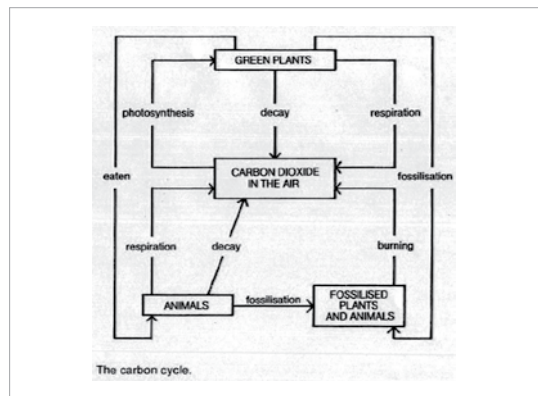 GREEN PLANTS
photosynthesis
decay
respiration
CARBON DIOXIDE
IN THE AIR
eaten
fossilisation
respiration
decay
burning
ANIMALS
fossilisation
FOSSILISED
PLANTS
AND ANIMALS
The carbon cycle.